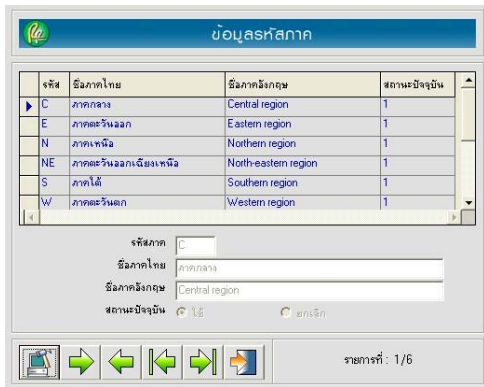 ข้อมูลรหัสภาค
รหัส ชื่อภาคไทย ชื่อภาคอังกฤษ สถานะปัจจุบัน
C ภาคกลาง Central region 1
E ภาคตะวันออก Eastern region 1
N ภาคเหนือ Northern region 1
NE ภาคตะวันออกเฉียงเหนือ North-eastern region 1
S ภาคใต้ Southern region 1
W ภาคตะวันตก Western region 1
รหัสภาค C
ชื่อภาคไทย ภาคกลาง
ชื่อภาคอังกฤษ Central region
สถานะปัจจุบัน ใช้ ยกเลิก
รายการที่ : 1/6